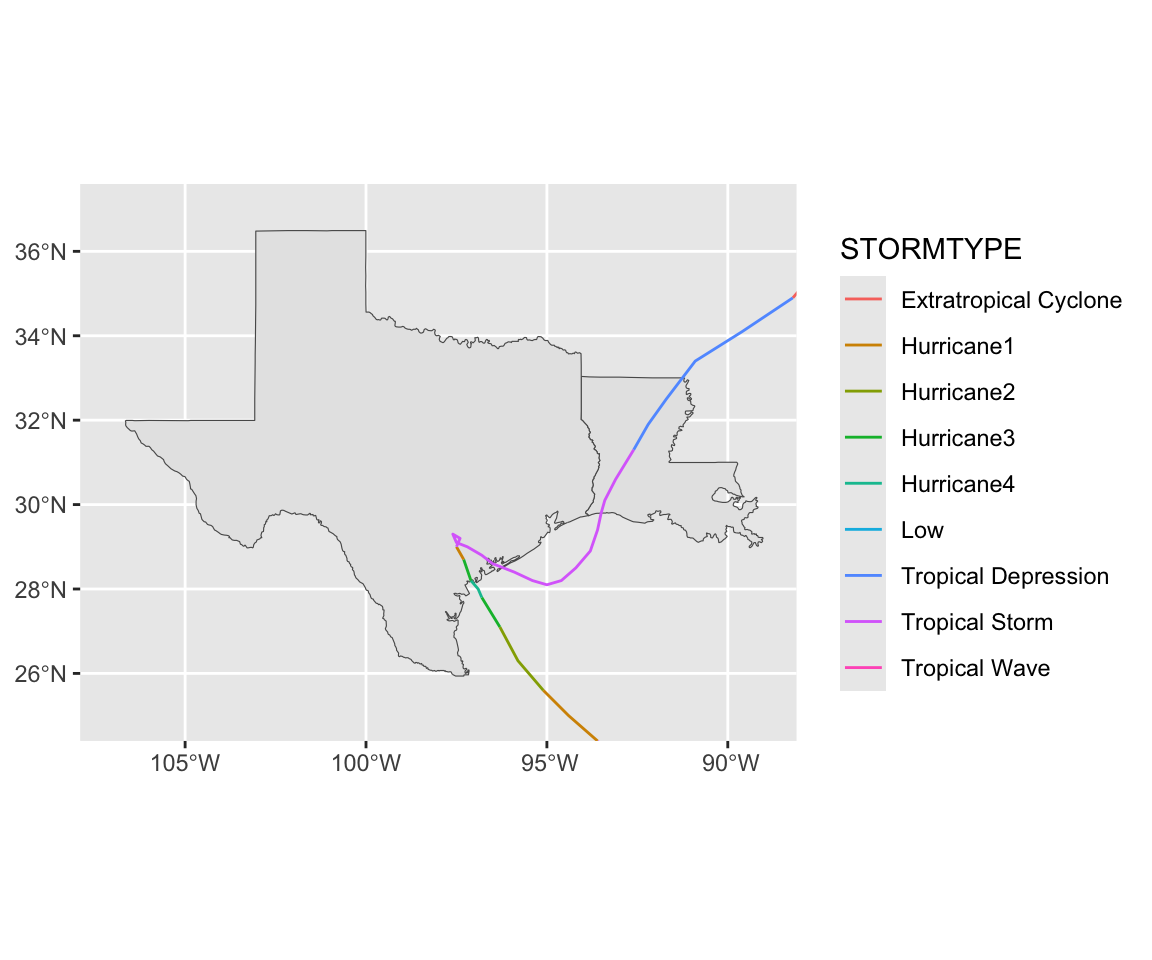 36°N
34°N
32°N
30°N
28°N
26°N
105°W
100°W
95°W
90°W
STORMTYPE
Extratropical Cyclone
Hurricane1
Hurricane2
Hurricane3
Hurricane4
Low
Tropical Depression
Tropical Storm
Tropical Wave